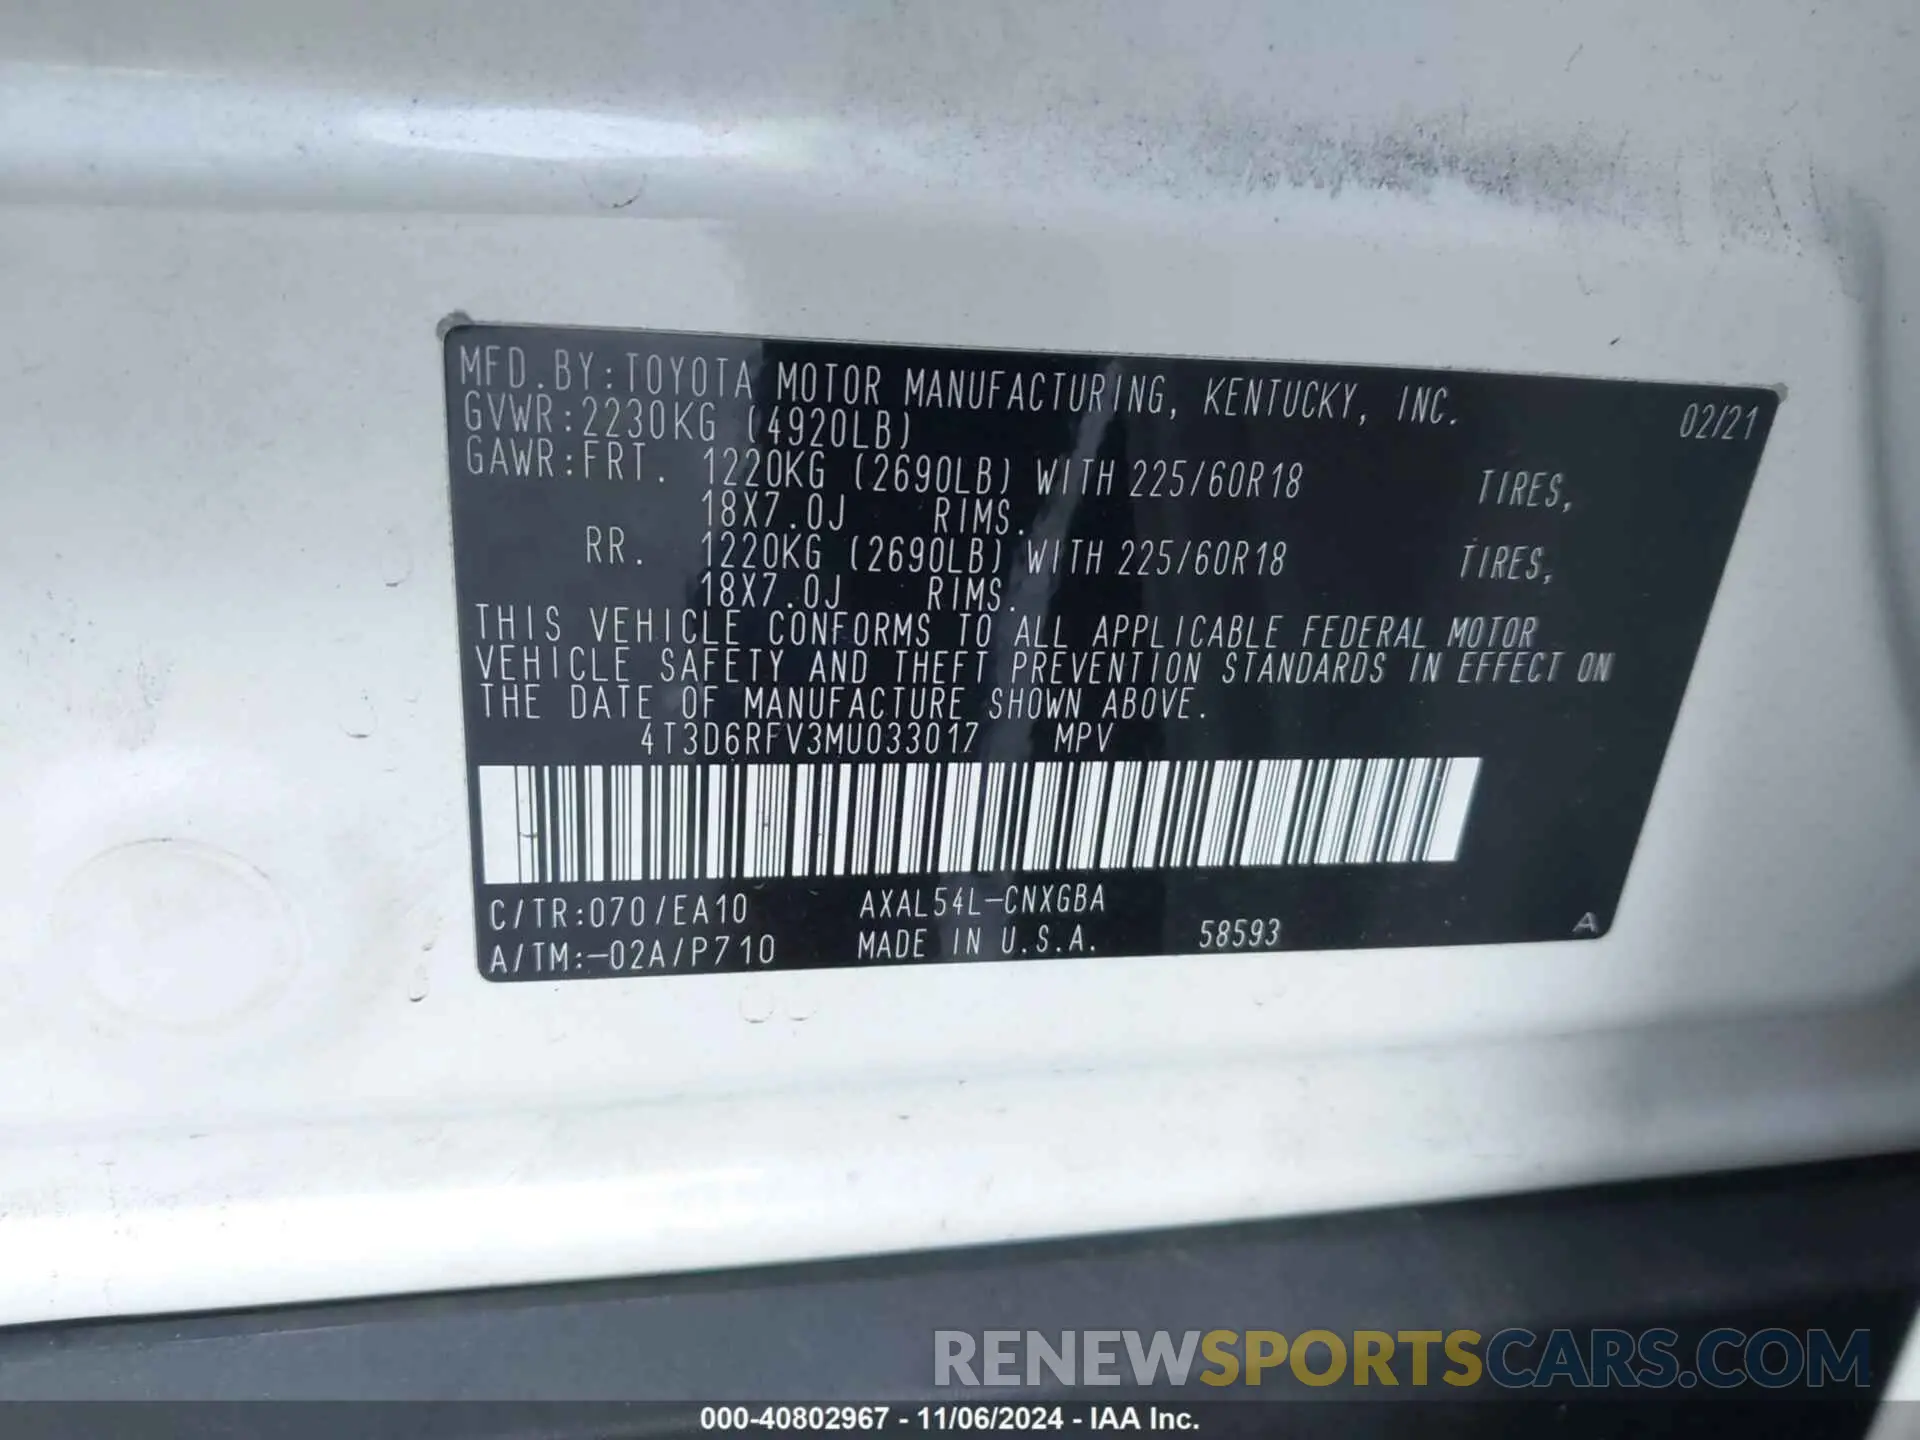 MFD.BY:TOYOTA MOTOR MANUFACTURING, KENTUCKY, INC. 02/21
GVWR:2230KG (4920LB)
GAWR:FRT. 1220KG (2690LB) WITH 225/60R18 TIRES,
18X7.0J RIMS.
RR. 1220KG (2690LB) WITH 225/60R18 TIRES,
18X7.0J RIMS.
THIS VEHICLE CONFORMS TO ALL APPLICABLE FEDERAL MOTOR
VEHICLE SAFETY AND THEFT PREVENTION STANDARDS IN EFFECT ON
THE DATE OF MANUFACTURE SHOWN ABOVE.
4T3D6RFV3MU033017 MPV
C/TR:070/EA10 AXAL54L-CNXGBA
A/TM:-02A/P710 MADE IN U.S.A. 58593 A
RENEWSPORTSCARS.COM
000-40802967 - 11/06/2024 - IAA Inc.